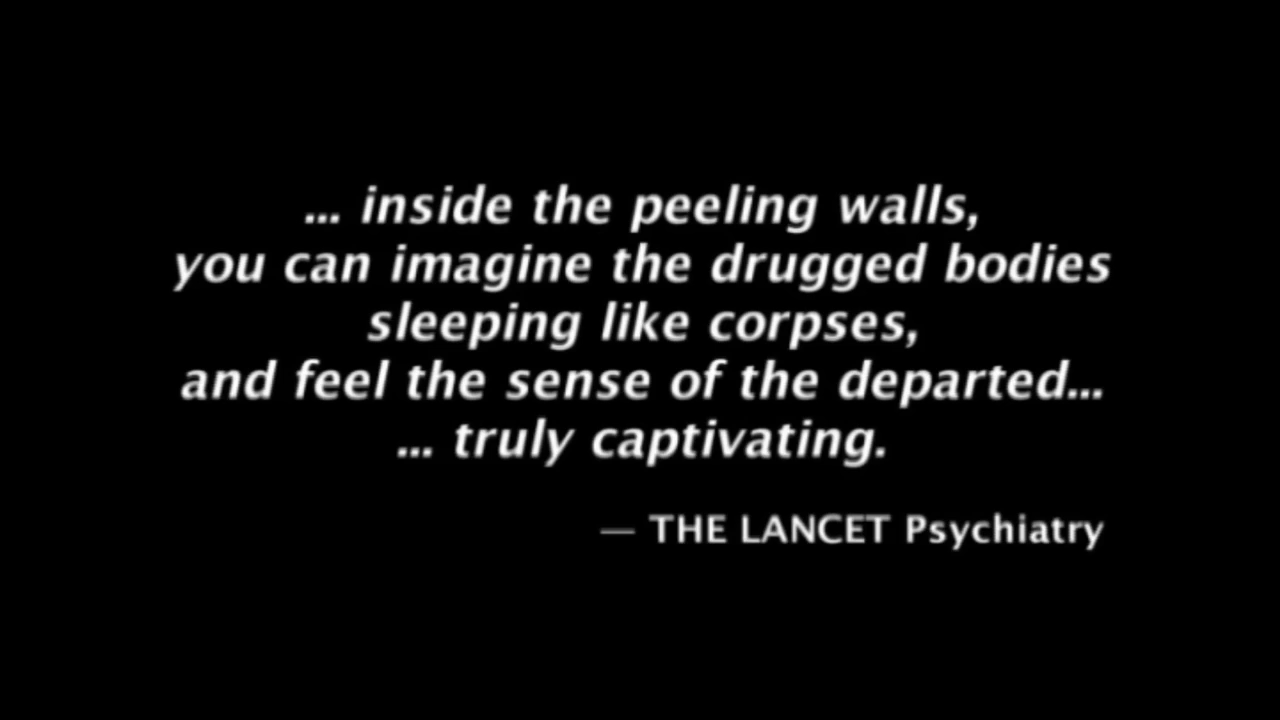 ... inside the peeling walls,
you can imagine the drugged bodies
sleeping like corpses,
and feel the sense of the departed...
... truly captivating.
— THE LANCET Psychiatry